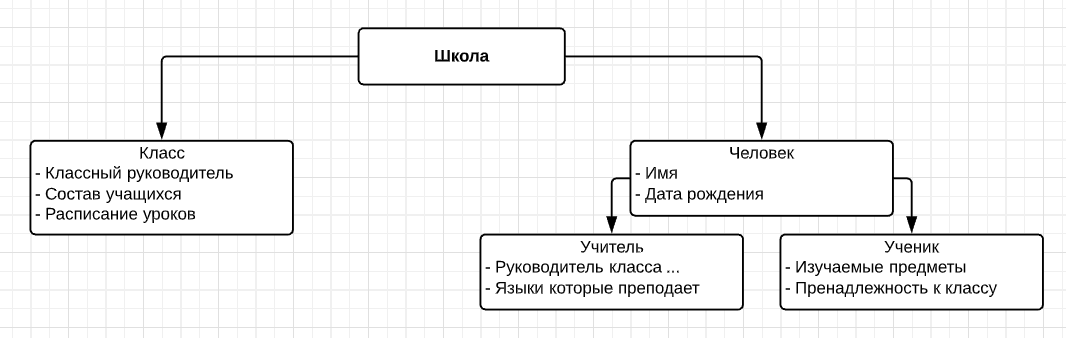 Школа
Класс
- Классный руководитель
- Состав учащихся
- Расписание уроков
Человек
- Имя
- Дата рождения
Учитель
- Руководитель класса ...
- Языки которые преподает
Ученик
- Изучаемые предметы
- Пренадлежность к классу